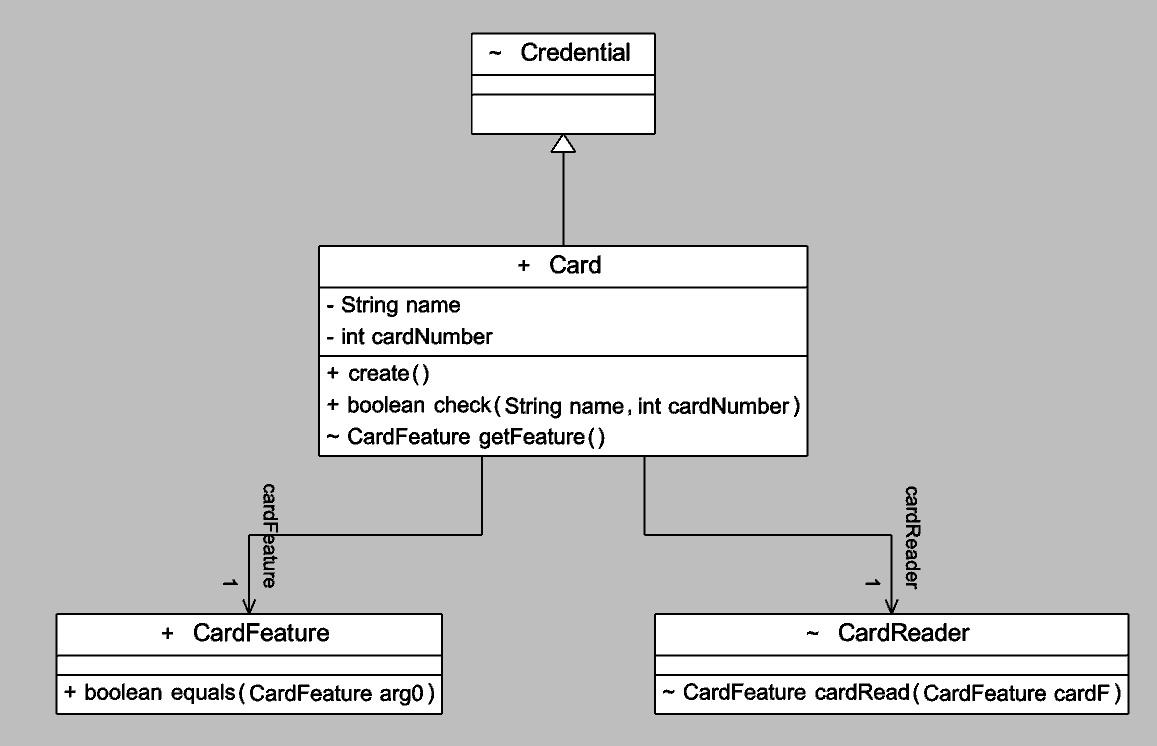 ~ Credential
+ Card
- String name
- int cardNumber
+ create()
+ boolean check(String name, int cardNumber)
~ CardFeature getFeature()
cardFeature
1
cardReader
1
+ CardFeature
+ boolean equals(CardFeature arg0)
~ CardReader
~ CardFeature cardRead(CardFeature cardF)